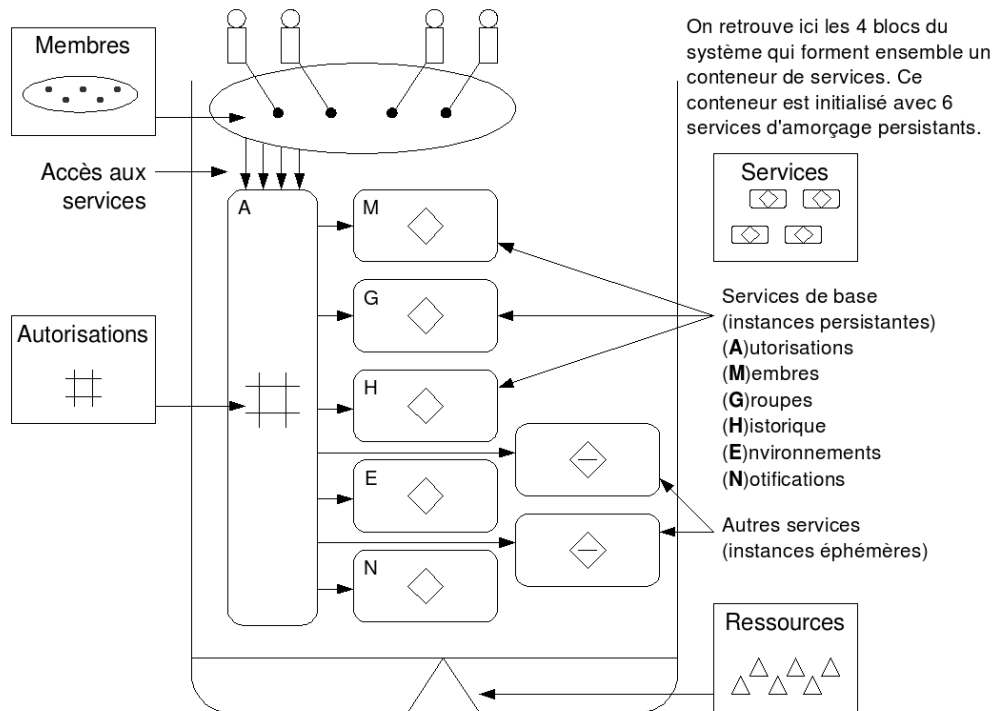 Membres
On retrouve ici les 4 blocs du
système qui forment ensemble un
conteneur de services. Ce
conteneur est initialisé avec 6
services d'amorçage persistants.
Accès aux
services
Services
A
M
G
H
E
N
Autorisations
Services de base
(instances persistantes)
(A)utorisations
(M)embres
(G)roupes
(H)istorique
(E)nvironnements
(N)otifications
Autres services
(instances éphémères)
Ressources